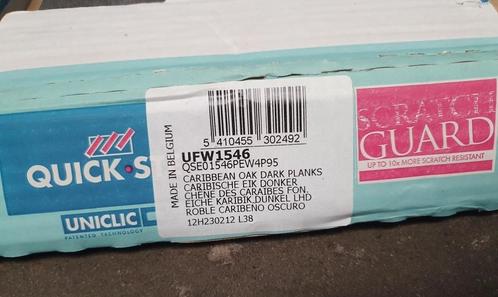 QUICK·S
UNICLIC
PATENTED TECHNOLOGY
MADE IN BELGIUM
5 410455 302492
UFW1546
QSE01546PEW4P95
CARIBBEAN OAK DARK PLANKS
CARIBISCHE EIK DONKER
CHENE DES CARAIBES FON.
EICHE KARIBIK,DUNKEL LHD
ROBLE CARIBENO OSCURO
12H230212 L38
SCRATCH
GUARD
UP TO 10x MORE SCRATCH RESISTANT